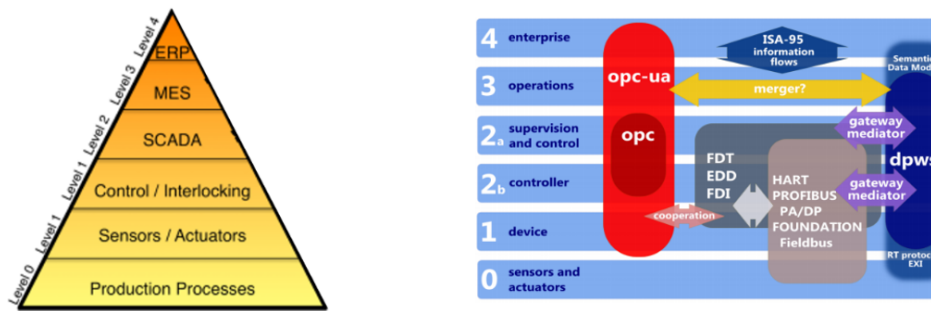 Level 4
ERP
Level 3
MES
Level 2
SCADA
Level 1
Control / Interlocking
Level 1
Sensors / Actuators
Level 0
Production Processes
4 enterprise
ISA-95
information
flows
opc-ua
Semantic
Data Mode
3 operations
merger?
2a supervision
and control
opc
gateway
mediator
dpws
FDT
EDD
FDI
2b controller
HART
PROFIBUS
PA/DP
FOUNDATION
Fieldbus
gateway
mediator
cooperation
1 device
0 sensors and
actuators
RT protoc
EXI